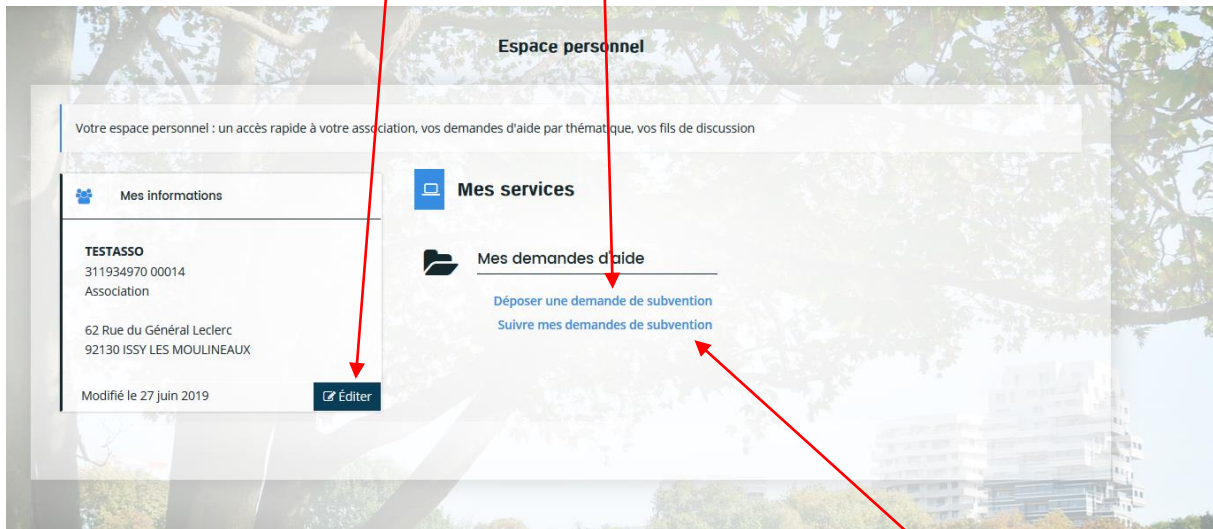 Espace personnel
Votre espace personnel : un accès rapide à votre association, vos demandes d'aide par thématique, vos fils de discussion
Mes informations
TESTASSO
311934970 00014
Association
62 Rue du Général Leclerc
92130 ISSY LES MOULINEAUX
Modifié le 27 juin 2019
Éditer
Mes services
Mes demandes d'aide
Déposer une demande de subvention
Suivre mes demandes de subvention